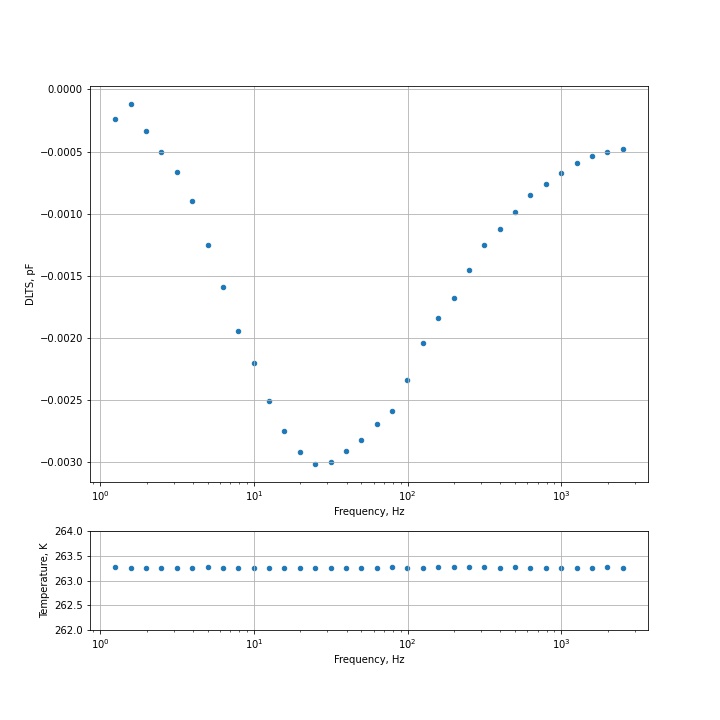 0.0000
−0.0005
−0.0010
−0.0015
−0.0020
−0.0025
−0.0030
DLTS, pF
10⁰ 10¹ 10² 10³
Frequency, Hz
264.0
263.5
263.0
262.5
262.0
Temperature, K
10⁰ 10¹ 10² 10³
Frequency, Hz